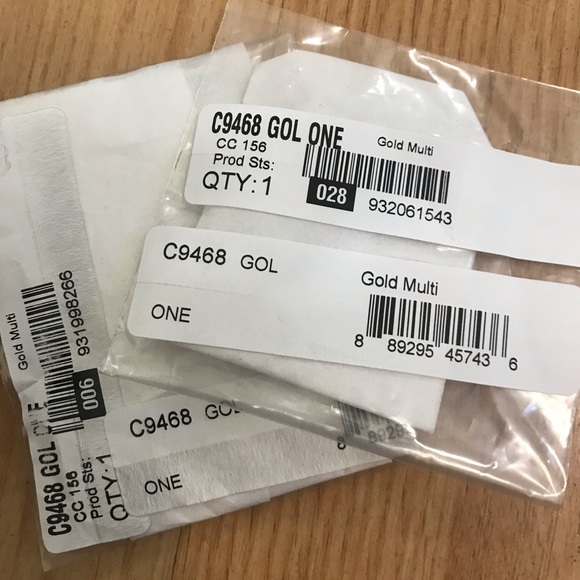 C9468 GOL ONE
Gold Multi
CC 156
Prod Sts:
QTY: 1
028
932061543
C9468 GOL
Gold Multi
ONE
8 89295 45743 6
C9468 GOL ONE
Gold Multi
CC 156
Prod Sts:
QTY: 1
006
931998266
C9468 GOL
ONE